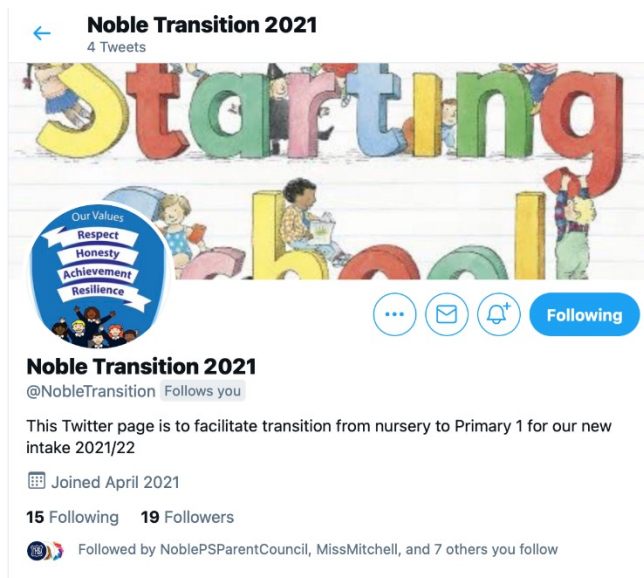 Noble Transition 2021
4 Tweets
Starting
School
Our Values
Respect
Honesty
Achievement
Resilience
Following
Noble Transition 2021
@NobleTransition Follows you
This Twitter page is to facilitate transition from nursery to Primary 1 for our new
intake 2021/22
Joined April 2021
15 Following 19 Followers
Followed by NoblePSParentCouncil, MissMitchell, and 7 others you follow